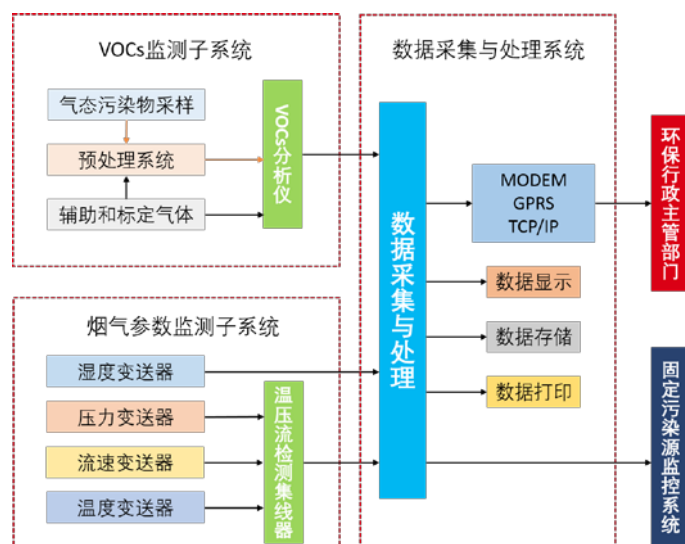 VOCs监测子系统
气态污染物采样
预处理系统
辅助和标定气体
VOCs分析仪
烟气参数监测子系统
湿度变送器
压力变送器
流速变送器
温度变送器
温压流检测集线器
数据采集与处理系统
数据采集与处理
MODEM
GPRS
TCP/IP
数据显示
数据存储
数据打印
环保行政主管部门
固定污染源监控系统